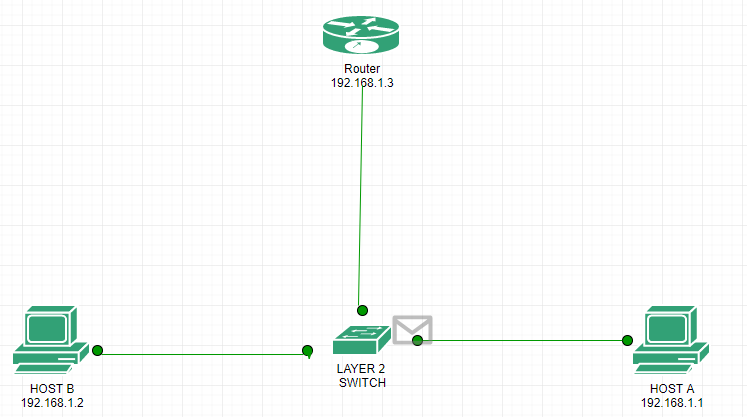 Router
192.168.1.3
LAYER 2
SWITCH
HOST B
192.168.1.2
HOST A
192.168.1.1